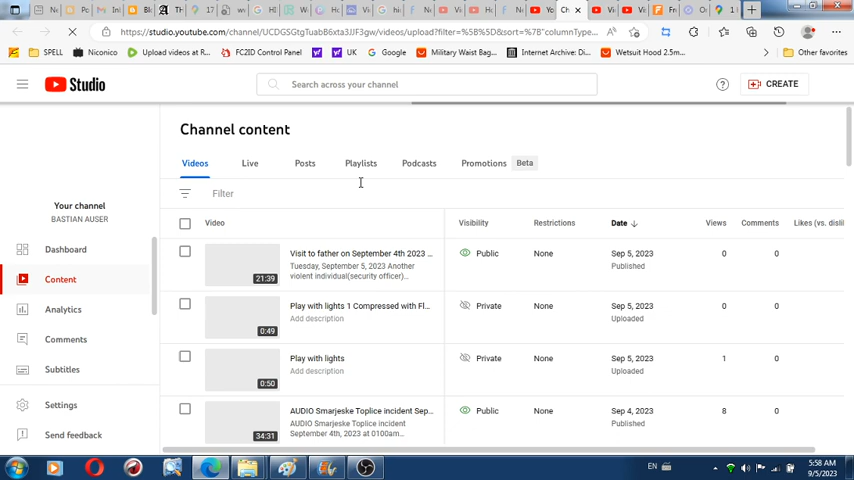 https://studio.youtube.com/channel/UCDGSGtgTuabB6xta3JJF3gw/videos/upload?filter=%5B%5D&sort=%7B"columnType...
SPELL Niconico Upload videos at R... FC2ID Control Panel UQ UK Google Military Waist Bag... Internet Archive: Di... Wetsuit Hood 2.5m... Other favorites
Studio Search across your channel CREATE
Channel content
Videos Live Posts Playlists Podcasts Promotions Beta
Filter
Your channel
BASTIAN AUSER
Dashboard
Content
Analytics
Comments
Subtitles
Settings
Send feedback
Video Visibility Restrictions Date Views Comments Likes (vs. dislil
Visit to father on September 4th 2023 ... Public None Sep 5, 2023 0 0
Tuesday, September 5, 2023 Another Published
violent individual(security officer)...
21:39
Play with lights 1 Compressed with Fl... Private None Sep 5, 2023 0 0
Add description Uploaded
0:49
Play with lights Private None Sep 5, 2023 1 0
Add description Uploaded
0:50
AUDIO Smarjeske Toplice incident Sep... Public None Sep 4, 2023 8 0
AUDIO Smarjeske Toplice incident Published
September 4th, 2023 at 0100am...
34:31
EN 5:58 AM
9/5/2023